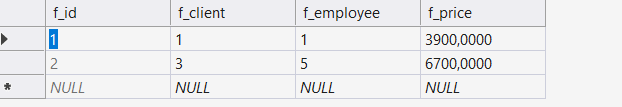 f_id f_client f_employee f_price
1 1 1 3900,0000
2 3 5 6700,0000
* NULL NULL NULL NULL